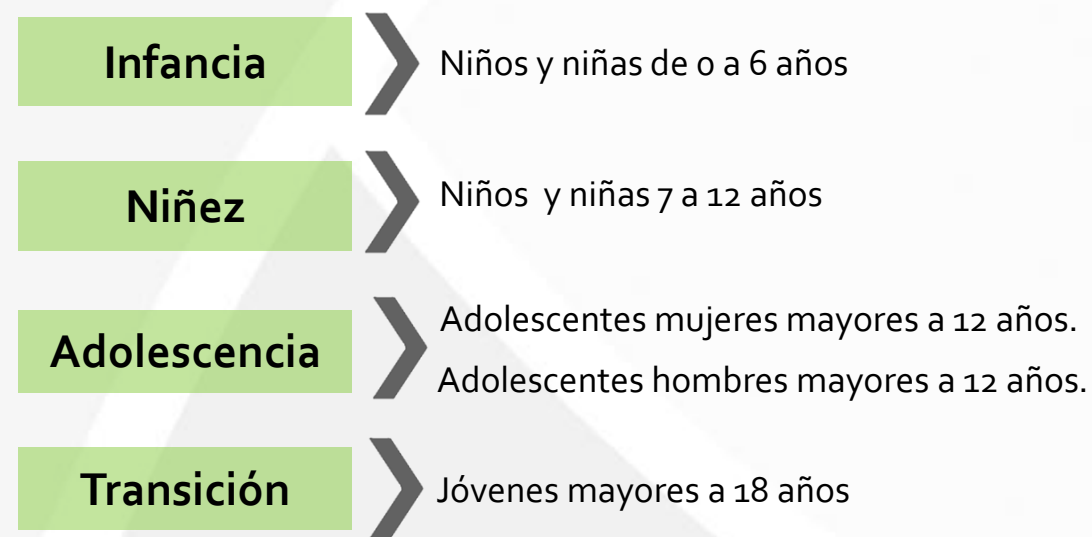 Infancia
Niños y niñas de 0 a 6 años
Niñez
Niños y niñas 7 a 12 años
Adolescencia
Adolescentes mujeres mayores a 12 años.
Adolescentes hombres mayores a 12 años.
Transición
Jóvenes mayores a 18 años